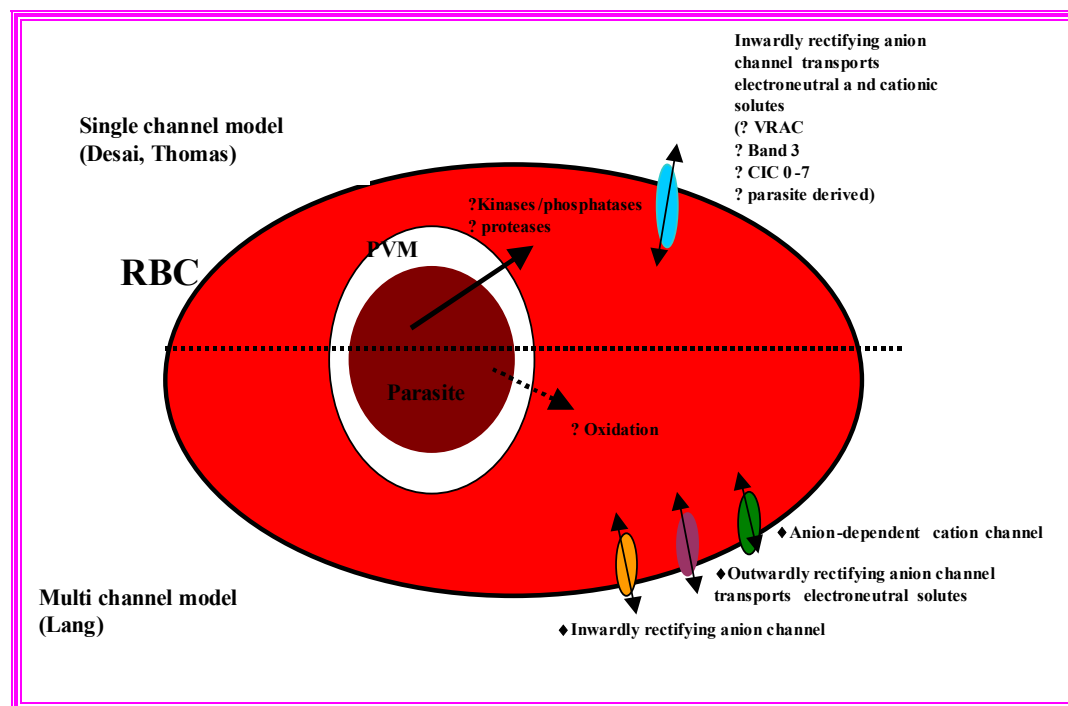 Inwardly rectifying anion
channel transports
electroneutral a nd cationic
solutes
(? VRAC
? Band 3
? ClC 0-7
? parasite derived)
Single channel model
(Desai, Thomas)
?Kinases/phosphatases
? proteases
PVM
RBC
Parasite
? Oxidation
♦Anion-dependent cation channel
♦Outwardly rectifying anion channel
transports electroneutral solutes
Multi channel model
(Lang)
♦Inwardly rectifying anion channel